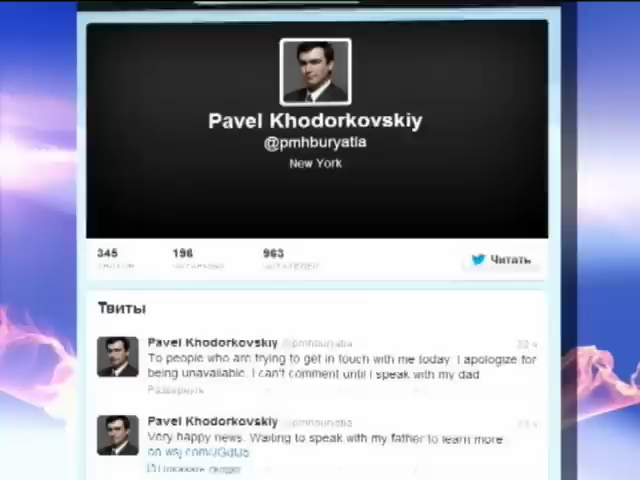 Pavel Khodorkovskiy
@pmhburyatia
New York
345
196
963
Читать
Твиты
Pavel Khodorkovskiy @pmhburyatia
To people who are trying to get in touch with me today: I apologize for
being unavailable. I can't comment until I speak with my dad
Развернуть
Pavel Khodorkovskiy @pmhburyatia
Very happy news. Waiting to speak with my father to learn more
on